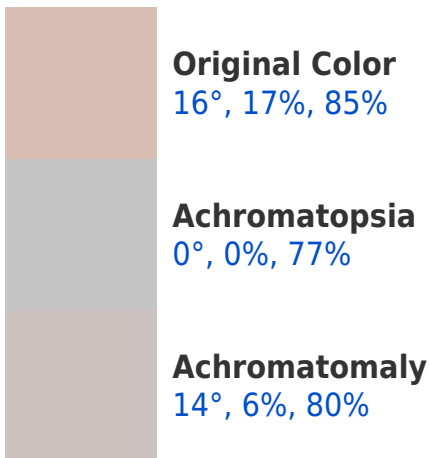 Original Color
16°, 17%, 85%
Achromatopsia
0°, 0%, 77%
Achromatomaly
14°, 6%, 80%